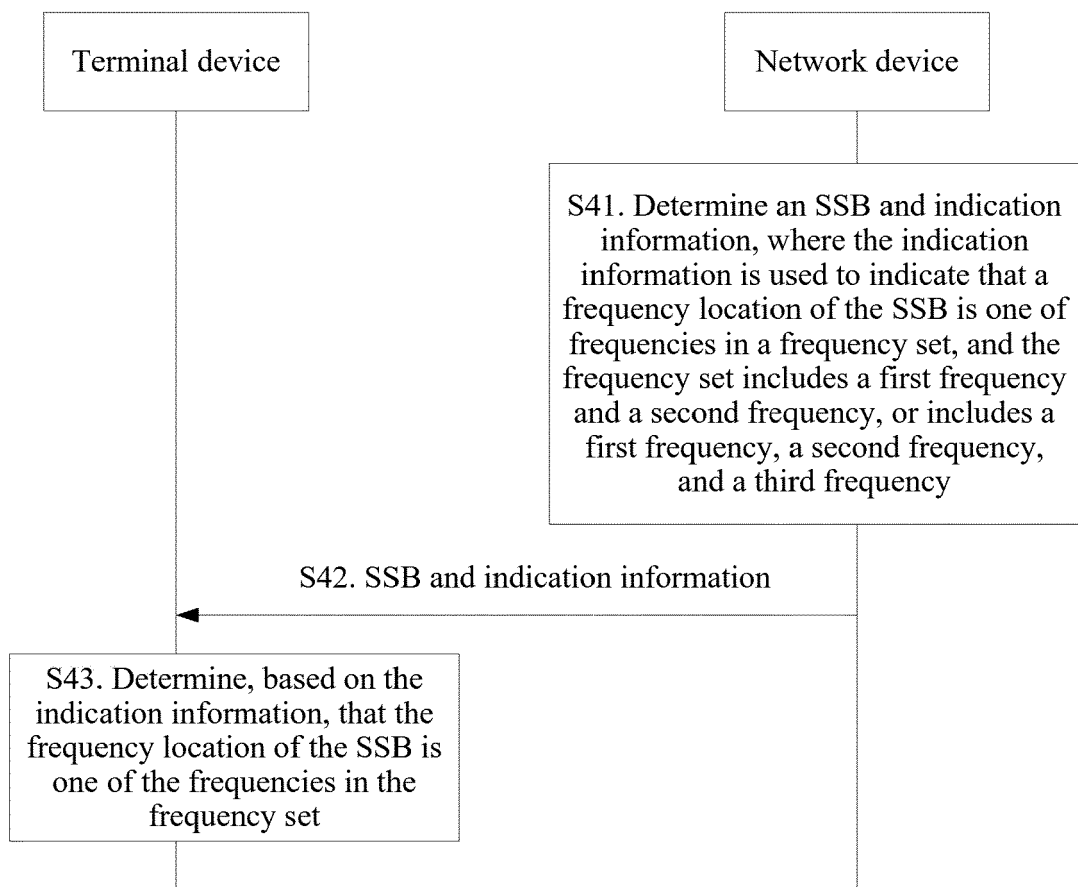 Terminal device
Network device
S41. Determine an SSB and indication
information, where the indication
information is used to indicate that a
frequency location of the SSB is one of
frequencies in a frequency set, and the
frequency set includes a first frequency
and a second frequency, or includes a
first frequency, a second frequency,
and a third frequency
S42. SSB and indication information
S43. Determine, based on the
indication information, that the
frequency location of the SSB is
one of the frequencies in the
frequency set